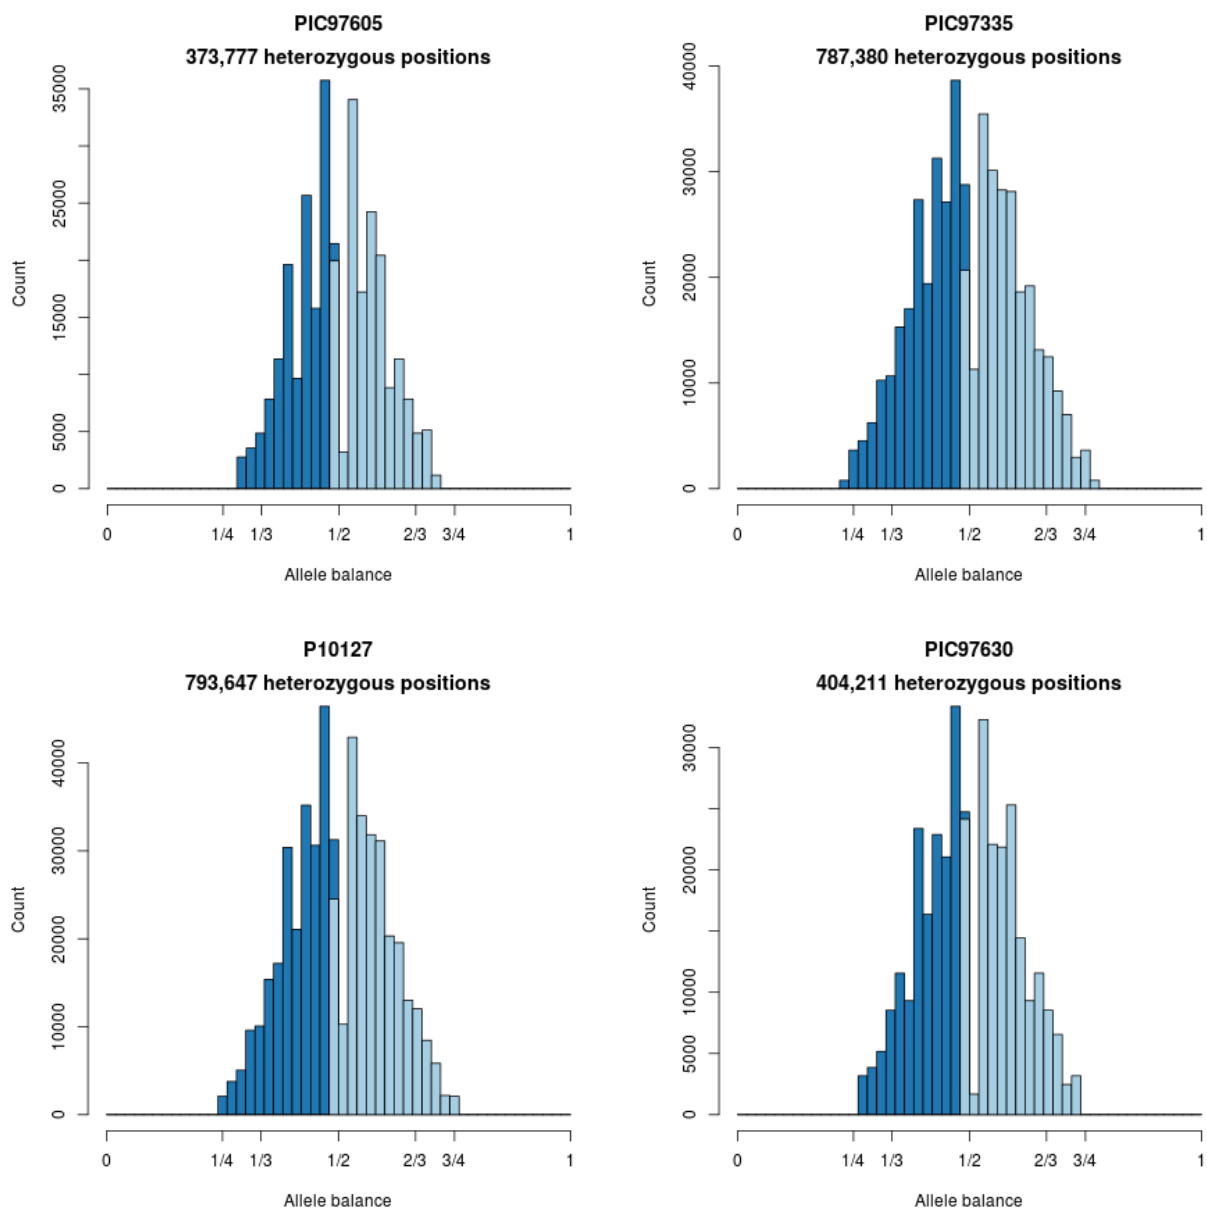 PIC97605
373,777 heterozygous positions
35000
25000
15000
5000
0
Count
0 1/4 1/3 1/2 2/3 3/4 1
Allele balance
PIC97335
787,380 heterozygous positions
40000
30000
20000
10000
0
Count
0 1/4 1/3 1/2 2/3 3/4 1
Allele balance
P10127
793,647 heterozygous positions
40000
30000
20000
10000
0
Count
0 1/4 1/3 1/2 2/3 3/4 1
Allele balance
PIC97630
404,211 heterozygous positions
30000
20000
10000
5000
0
Count
0 1/4 1/3 1/2 2/3 3/4 1
Allele balance